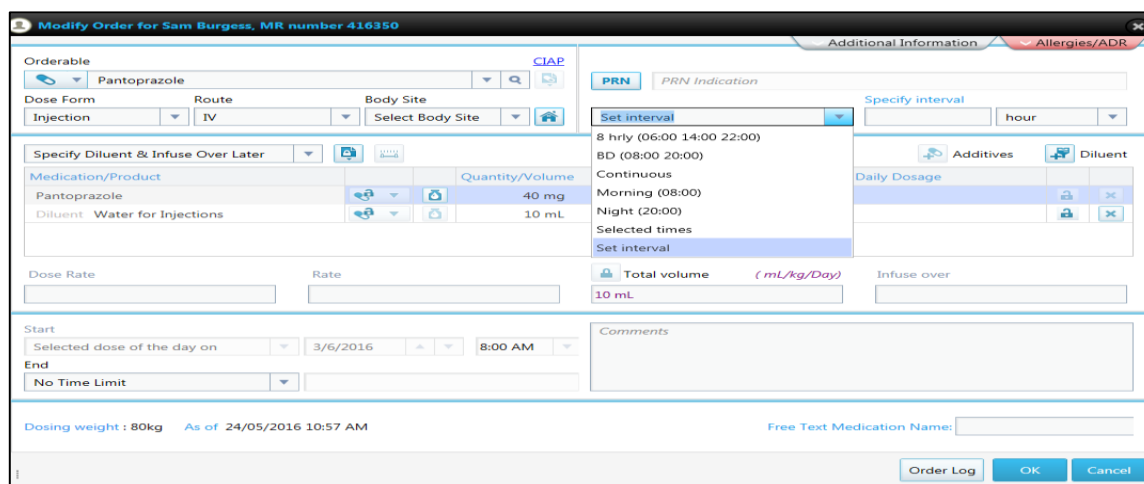 Modify Order for Sam Burgess, MR number 416350
Additional Information
Allergies/ADR
Orderable
CIAP
Pantoprazole
PRN
PRN Indication
Dose Form
Route
Body Site
Specify interval
Injection
IV
Select Body Site
Set interval
hour
8 hrly (06:00 14:00 22:00)
BD (08:00 20:00)
Continuous
Morning (08:00)
Night (20:00)
Selected times
Set interval
Specify Diluent & Infuse Over Later
Additives
Diluent
Medication/Product
Quantity/Volume
Daily Dosage
Pantoprazole
40 mg
Diluent Water for Injections
10 mL
Dose Rate
Rate
Total volume
(mL/kg/Day)
Infuse over
10 mL
Start
Selected dose of the day on
3/6/2016
8:00 AM
Comments
End
No Time Limit
Dosing weight : 80kg As of 24/05/2016 10:57 AM
Free Text Medication Name:
Order Log
OK
Cancel